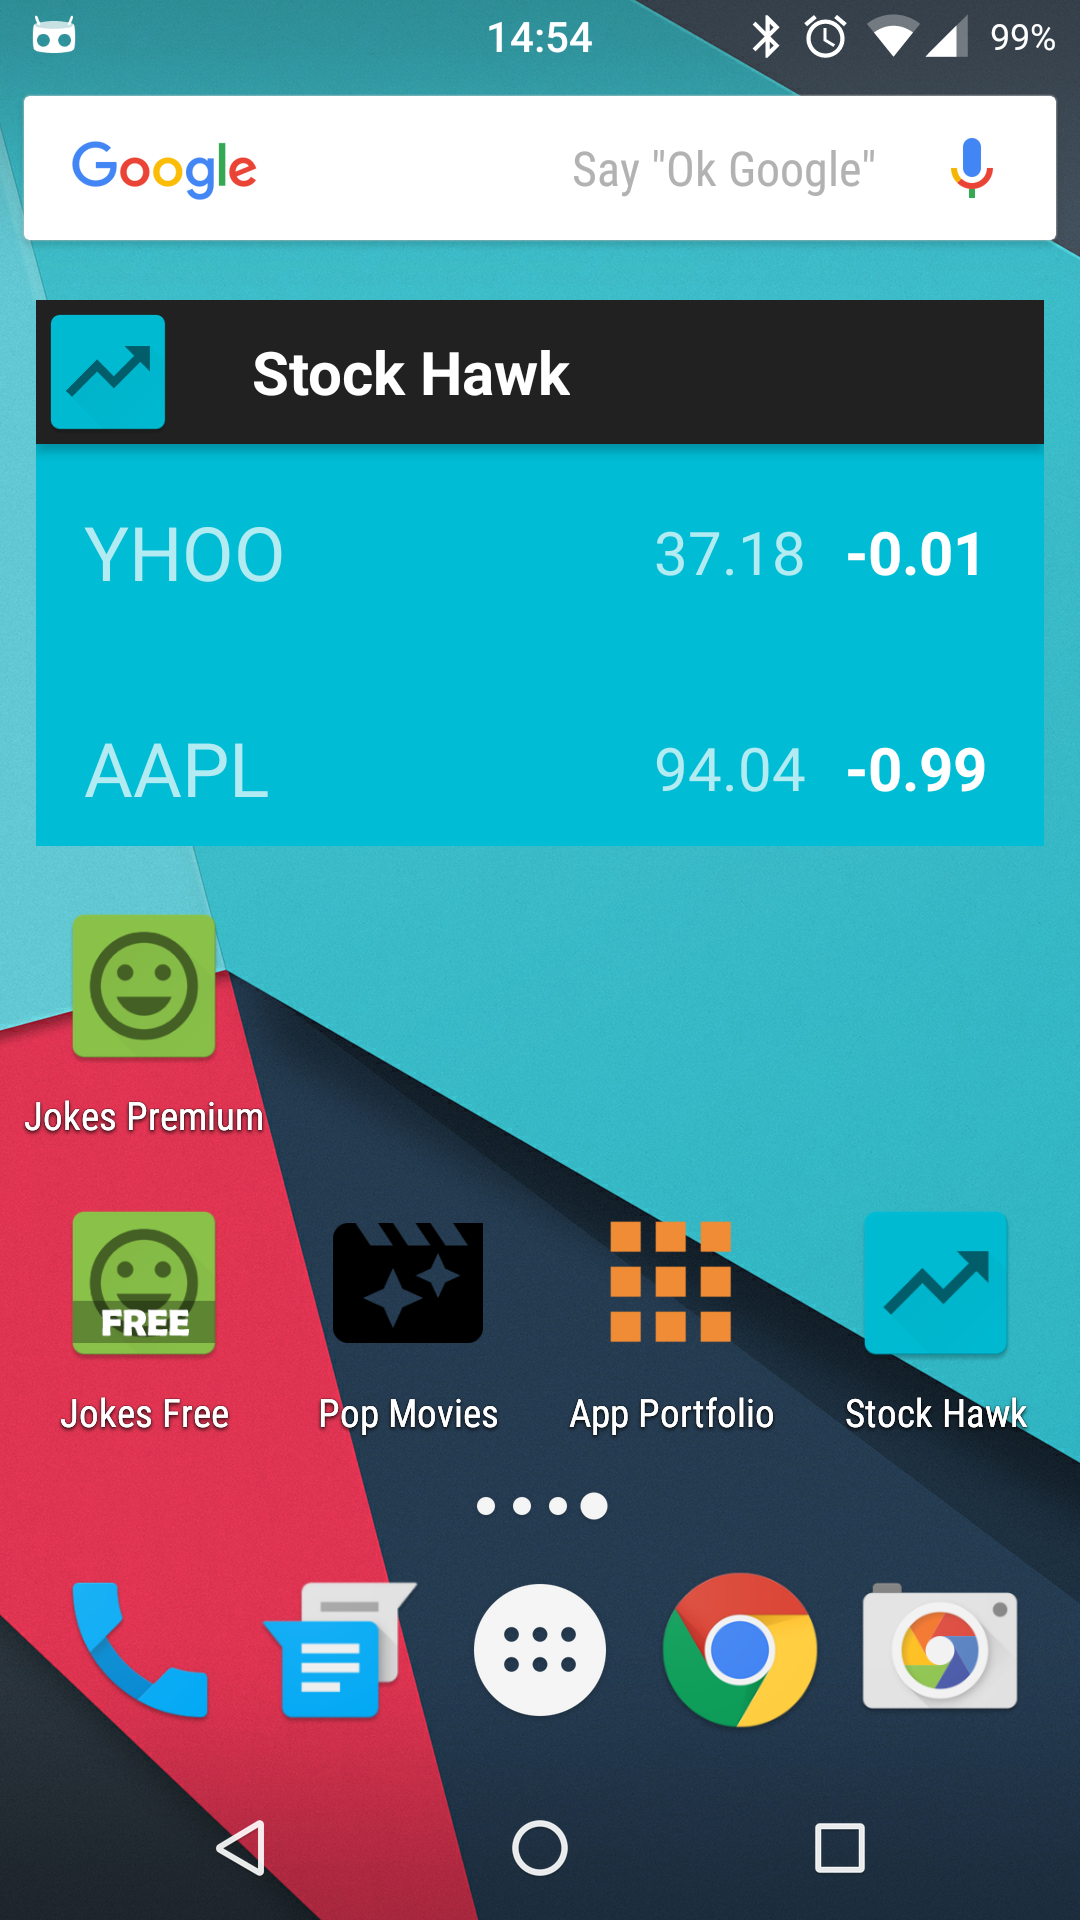 14:54 99%
Google Say "Ok Google"
Stock Hawk
YHOO 37.18 -0.01
AAPL 94.04 -0.99
Jokes Premium
FREE
Jokes Free Pop Movies App Portfolio Stock Hawk